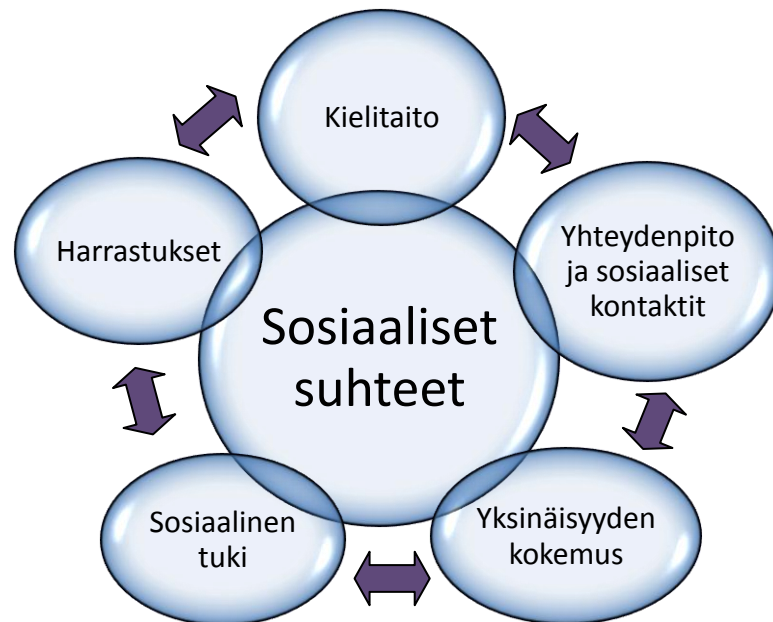 Kielitaito
Harrastukset
Yhteydenpito
ja sosiaaliset
kontaktit
Sosiaaliset
suhteet
Sosiaalinen
tuki
Yksinäisyyden
kokemus